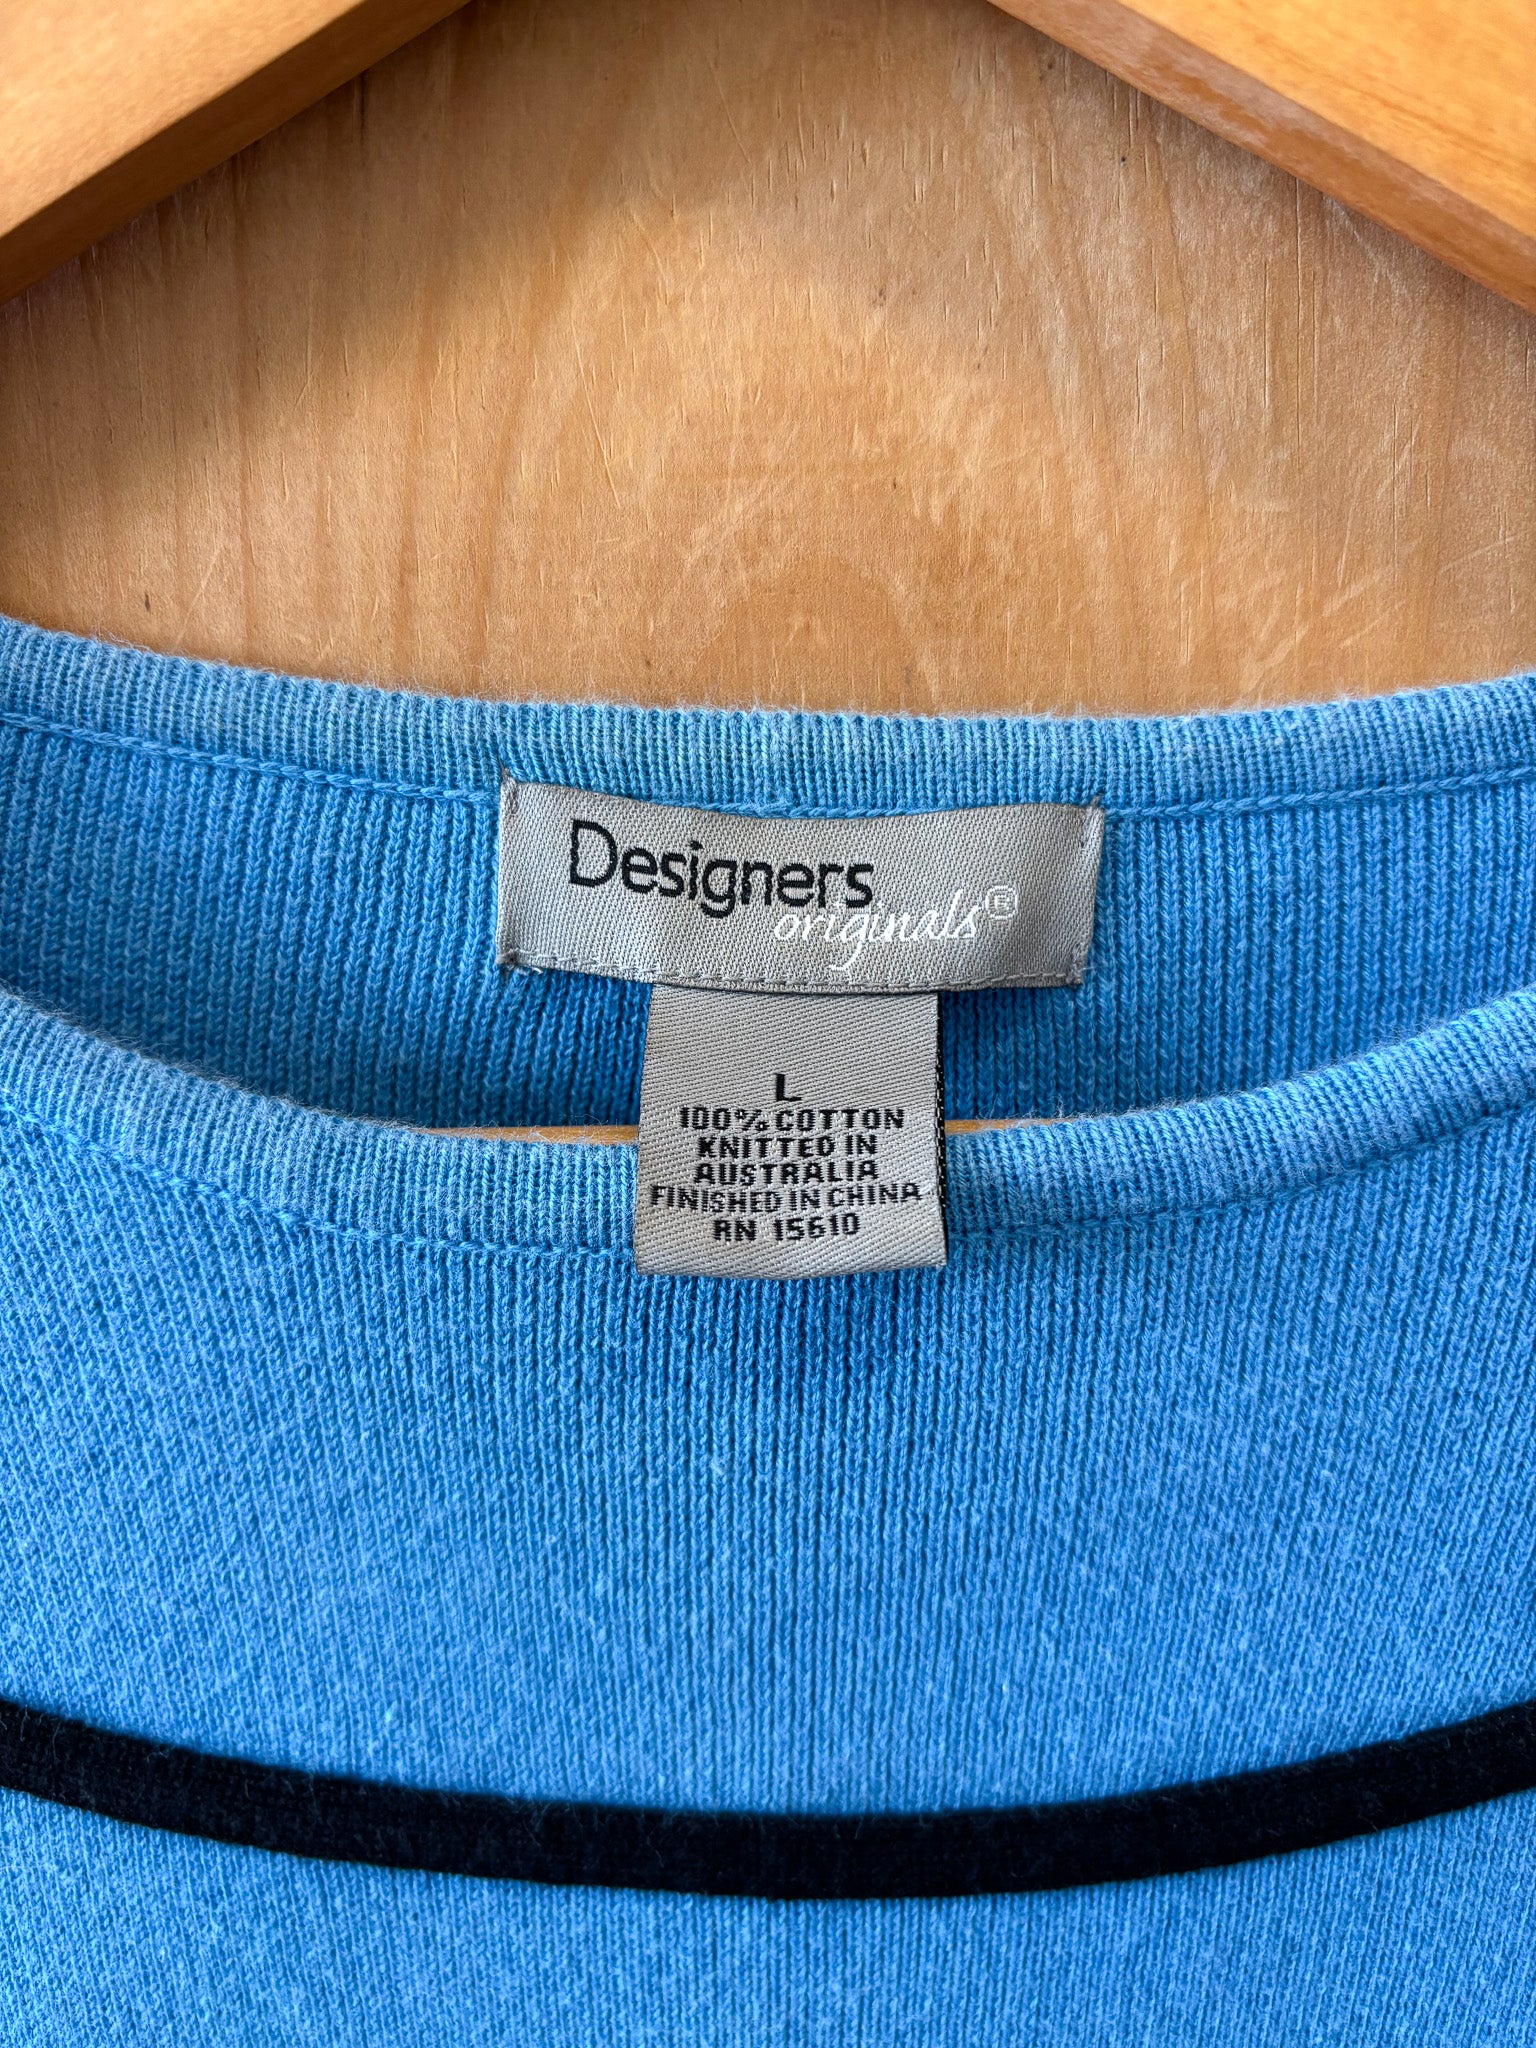 Designers
originals®
L
100% COTTON
KNITTED IN
AUSTRALIA
FINISHED IN CHINA
RN 15610